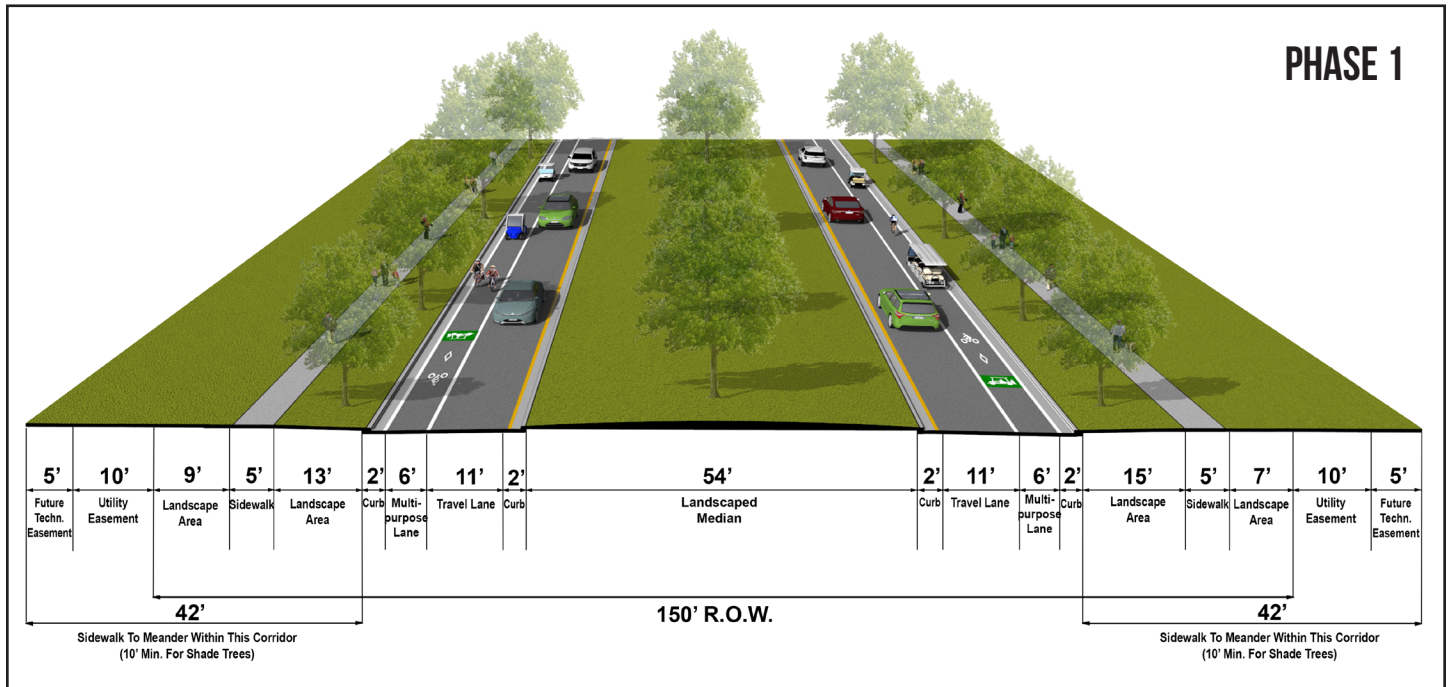 PHASE 1
5’ 10’ 9’ 5’ 13’ 2’ 6’ 11’ 2’ 54’ 2’ 11’ 6’ 2’ 15’ 5’ 7’ 10’ 5’
Future
Techn.
Easement
Utility
Easement
Landscape
Area
Sidewalk
Landscape
Area
Curb
Multi-
purpose
Lane
Travel Lane
Curb
Landscaped
Median
Curb
Travel Lane
Multi-
purpose
Lane
Curb
Landscape
Area
Sidewalk
Landscape
Area
Utility
Easement
Future
Techn.
Easement
42’
150’ R.O.W.
42’
Sidewalk To Meander Within This Corridor
(10’ Min. For Shade Trees)
Sidewalk To Meander Within This Corridor
(10’ Min. For Shade Trees)